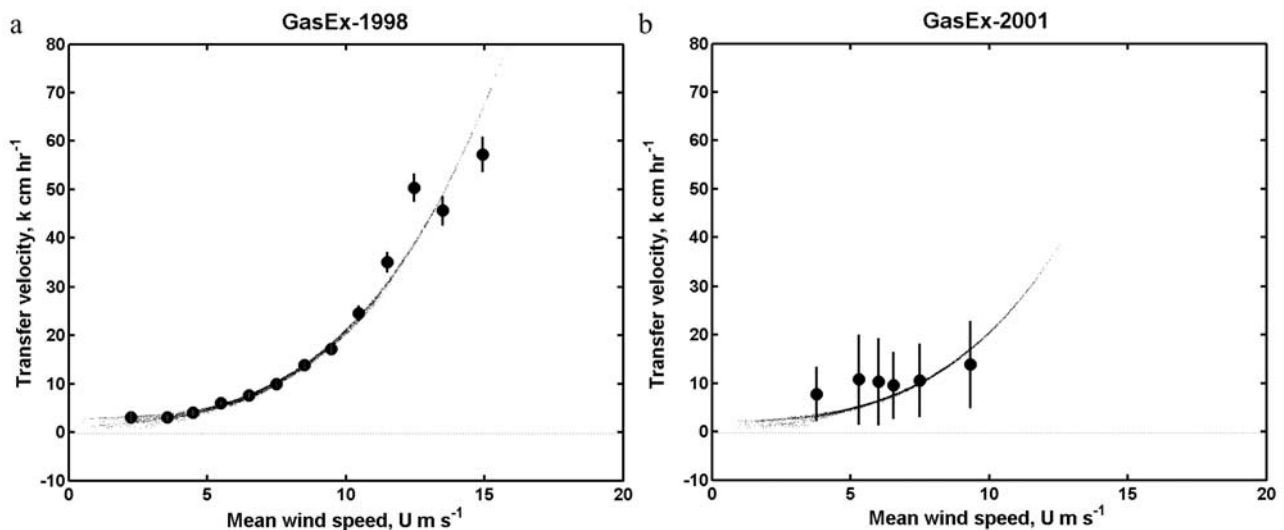 a
GasEx-1998
80
70
60
50
40
30
20
10
0
-10
Transfer velocity, k cm hr⁻¹
0 5 10 15 20
Mean wind speed, U m s⁻¹
b
GasEx-2001
80
70
60
50
40
30
20
10
0
-10
Transfer velocity, k cm hr⁻¹
0 5 10 15 20
Mean wind speed, U m s⁻¹